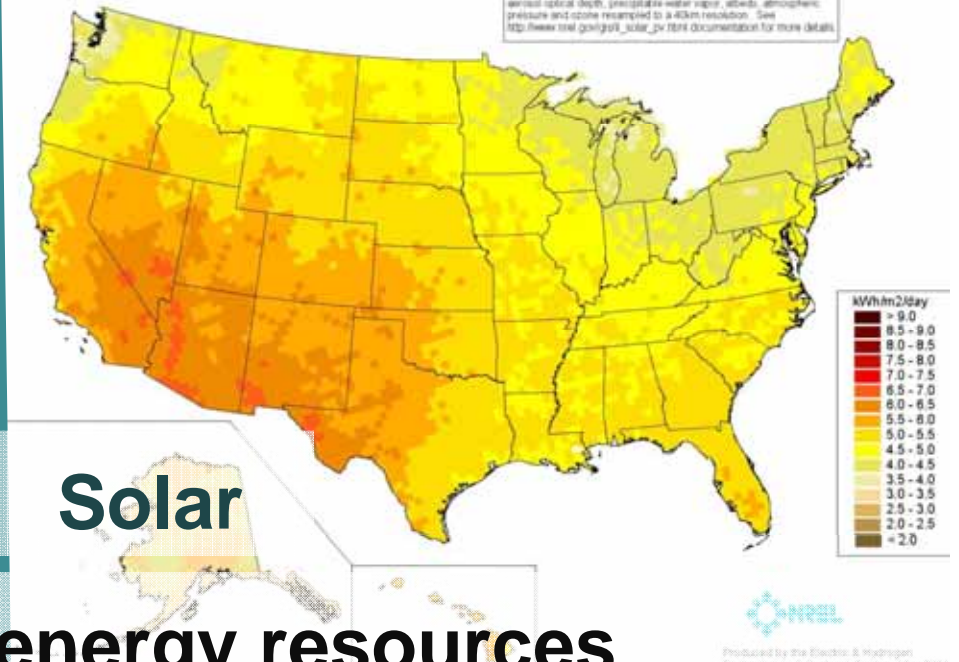 aerosol optical depth, precipitable water vapor, albedo, atmospheric
pressure and ozone resampled to a 40km resolution. See
for more details.
kWh/m2/day
> 9.0
8.5 - 9.0
8.0 - 8.5
7.5 - 8.0
7.0 - 7.5
6.5 - 7.0
6.0 - 6.5
5.5 - 6.0
5.0 - 5.5
4.5 - 5.0
4.0 - 4.5
3.5 - 4.0
3.0 - 3.5
2.5 - 3.0
2.0 - 2.5
< 2.0
Solar
NREL
energy resources
Produced by the Electric & Hydrogen